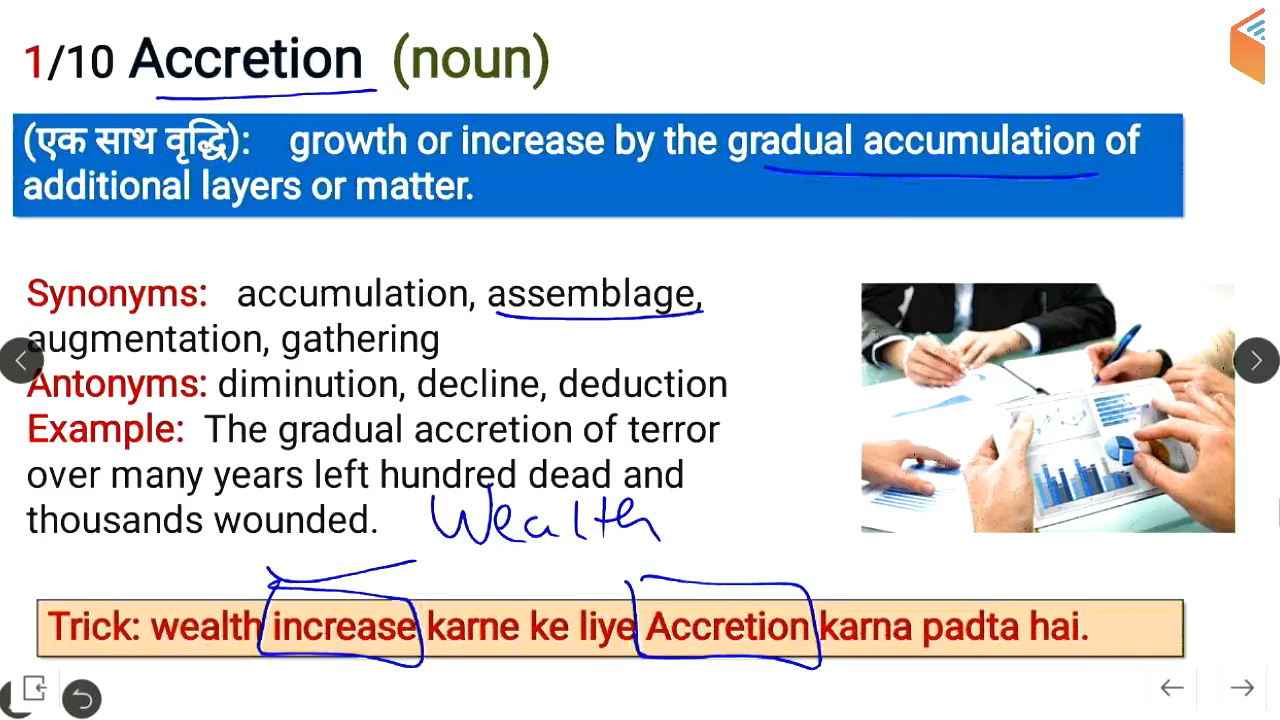 1/10 Accretion (noun)
(एक साथ वृद्धि): growth or increase by the gradual accumulation of
additional layers or matter.
Synonyms: accumulation, assemblage,
augmentation, gathering
Antonyms: diminution, decline, deduction
Example: The gradual accretion of terror
over many years left hundred dead and
thousands wounded.
Wealth
Trick: wealth increase karne ke liye Accretion karna padta hai.